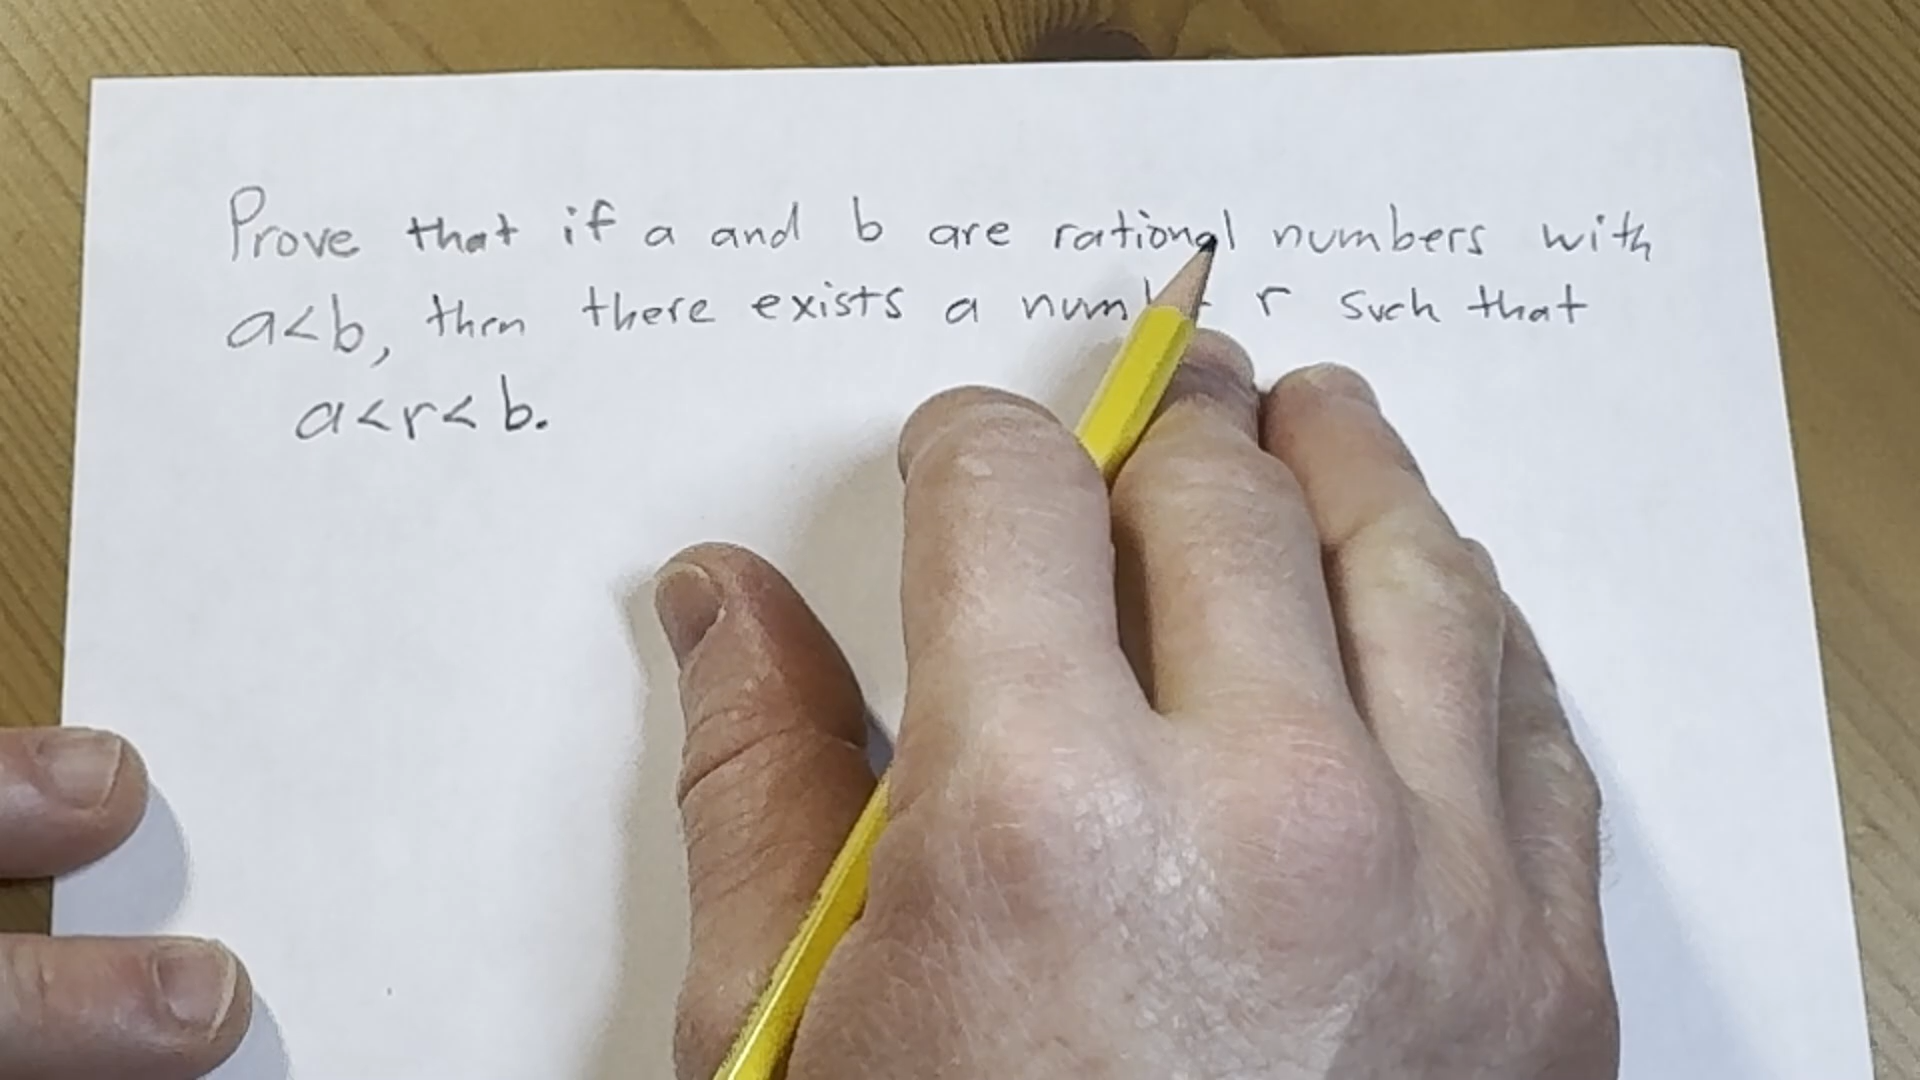 Prove that if a and b are rational numbers with
a<b, then there exists a r such that
a<r<b.